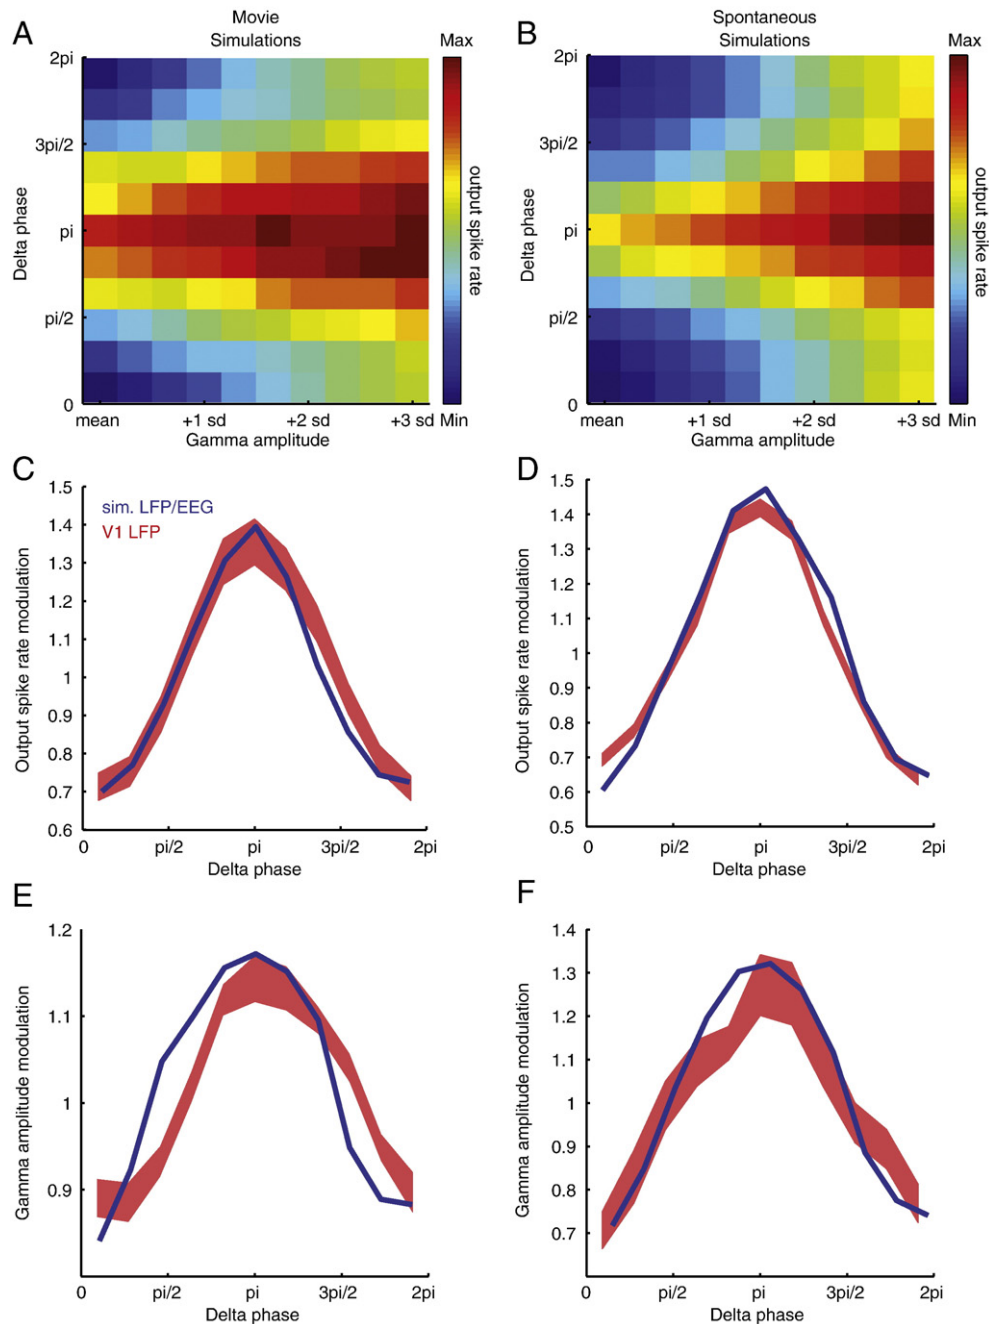 A
Movie
Simulations
Max
2pi
3pi/2
pi
pi/2
0
Delta phase
output spike rate
mean
+1 sd
+2 sd
+3 sd
Min
Gamma amplitude
B
Spontaneous
Simulations
Max
2pi
3pi/2
pi
pi/2
0
Delta phase
output spike rate
mean
+1 sd
+2 sd
+3 sd
Min
Gamma amplitude
C
sim. LFP/EEG
V1 LFP
1.5
1.4
1.3
1.2
1.1
1
0.9
0.8
0.7
0.6
Output spike rate modulation
0
pi/2
pi
3pi/2
2pi
Delta phase
D
1.5
1.4
1.3
1.2
1.1
1
0.9
0.8
0.7
0.6
0.5
Output spike rate modulation
0
pi/2
pi
3pi/2
2pi
Delta phase
E
1.2
1.1
1
0.9
Gamma amplitude modulation
0
pi/2
pi
3pi/2
2pi
Delta phase
F
1.4
1.3
1.2
1.1
1
0.9
0.8
0.7
Gamma amplitude modulation
0
pi/2
pi
3pi/2
2pi
Delta phase